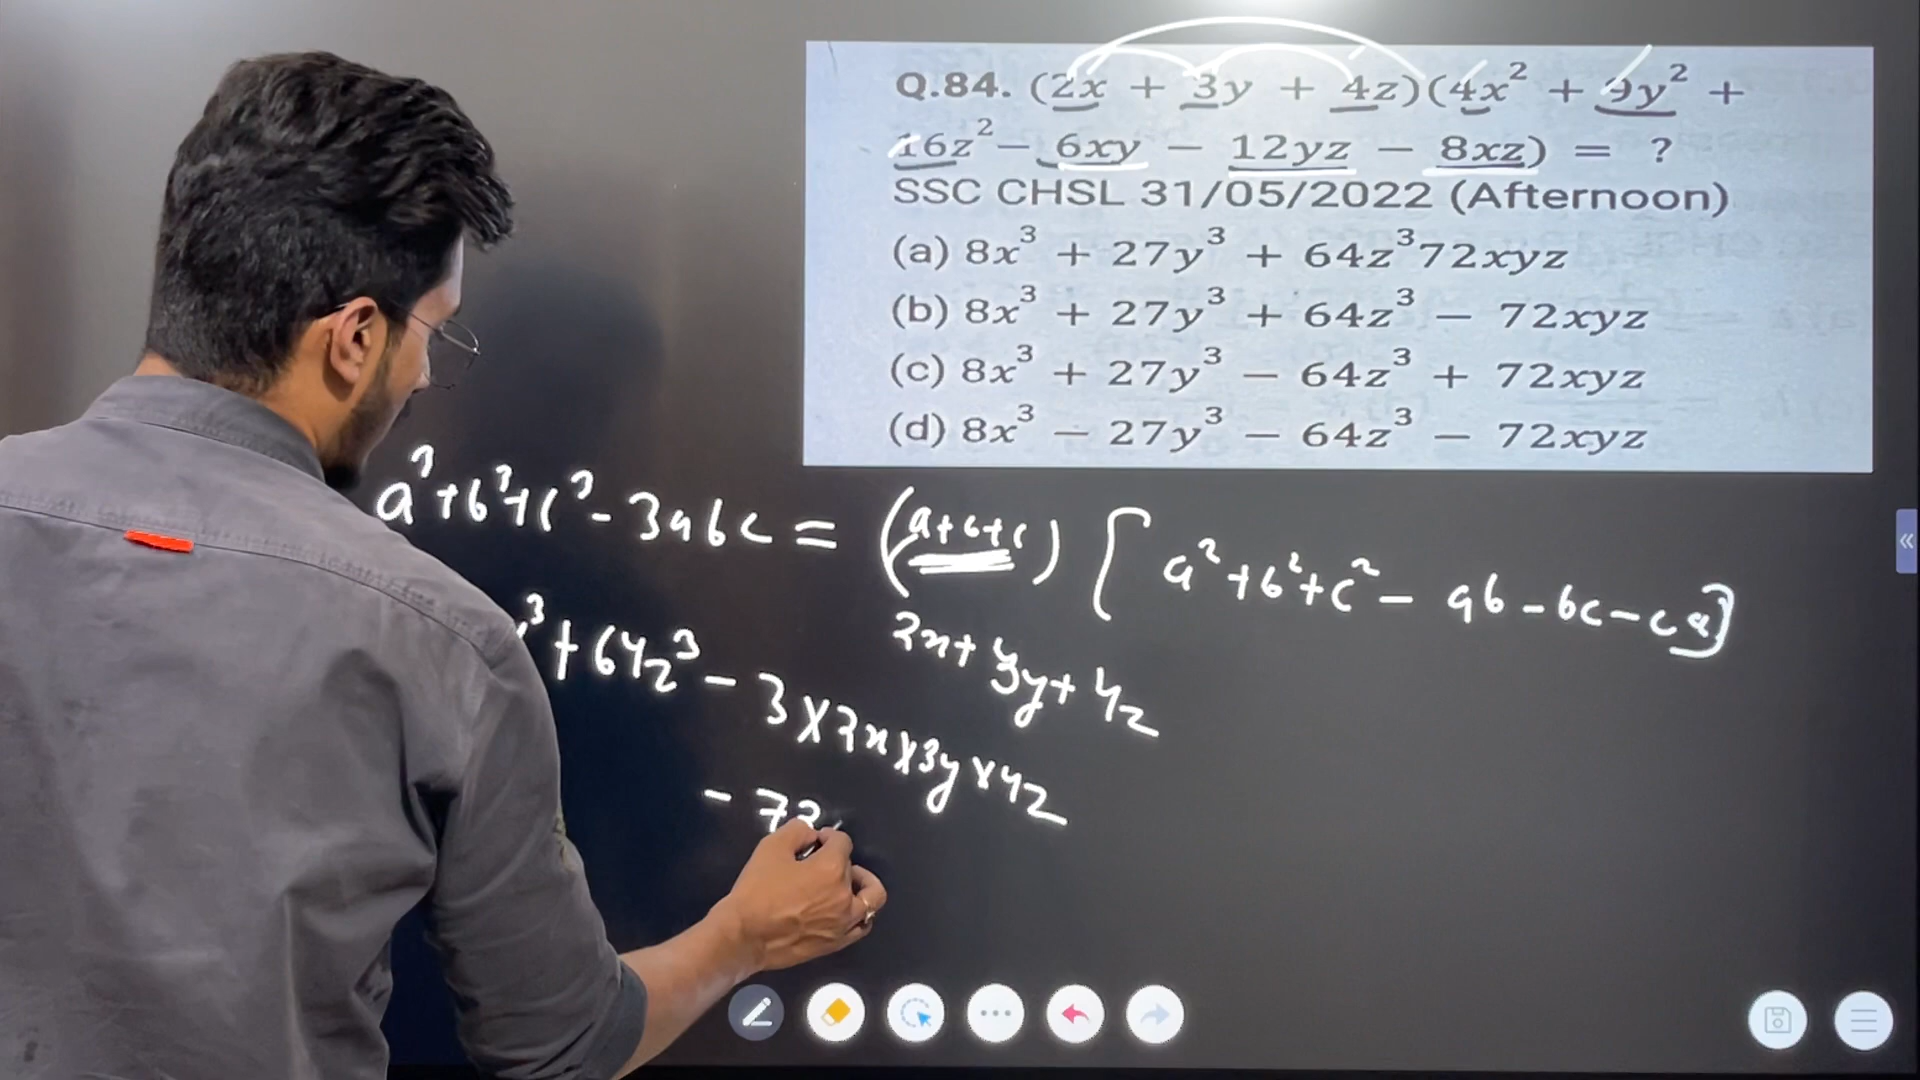 Q.84. (2x + 3y + 4z)(4x² + 9y² +
16z² − 6xy − 12yz − 8xz) = ?
SSC CHSL 31/05/2022 (Afternoon)
(a) 8x³ + 27y³ + 64z³72xyz
(b) 8x³ + 27y³ + 64z³ − 72xyz
(c) 8x³ + 27y³ − 64z³ + 72xyz
(d) 8x³ − 27y³ − 64z³ − 72xyz
a³+b³+c³-3abc = (a+b+c) [a²+b²+c²-ab-bc-ca]
³+64z³-3×2x×3y×4z
2x+3y+4z
-72